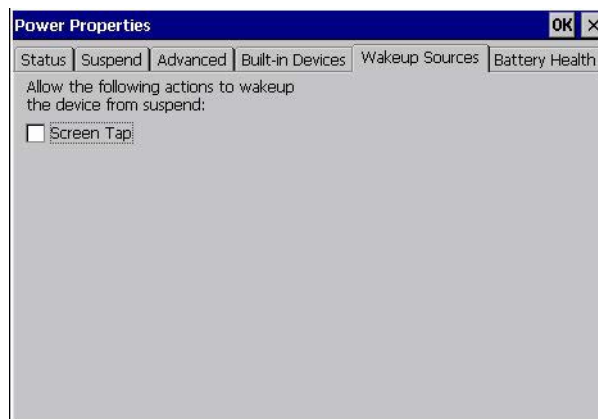 Power Properties OK ×
Status Suspend Advanced Built-in Devices Wakeup Sources Battery Health
Allow the following actions to wakeup
the device from suspend:
Screen Tap